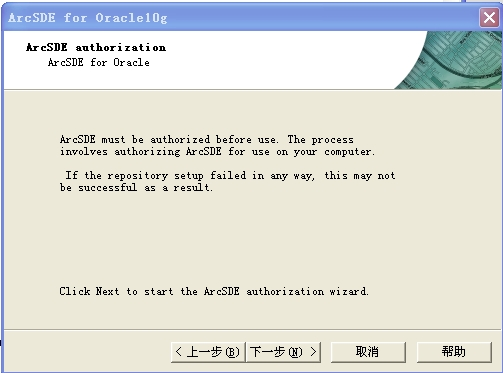 ArcSDE for Oracle10g
ArcSDE authorization
ArcSDE for Oracle
ArcSDE must be authorized before use. The process
involves authorizing ArcSDE for use on your computer.
If the repository setup failed in any way, this may not
be successful as a result.
Click Next to start the ArcSDE authorization wizard.
< 上一步(B) 下一步(N) > 取消 帮助